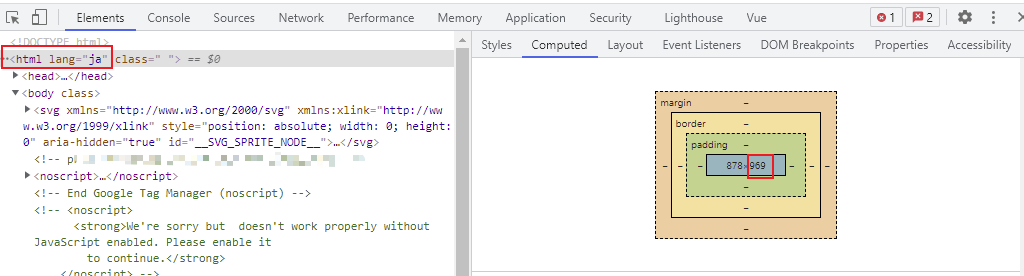 Elements Console Sources Network Performance Memory Application Security Lighthouse Vue 1 2
<!DOCTYPE html>
<html lang="ja" class=" "> == $0
<head>…</head>
<body class>
<svg xmlns="http://www.w3.org/2000/svg" xmlns:xlink="http://ww
w.w3.org/1999/xlink" style="position: absolute; width: 0; height:
0" aria-hidden="true" id="__SVG_SPRITE_NODE__">…</svg>
<!--
-->
<noscript>…</noscript>
<!-- End Google Tag Manager (noscript) -->
<!-- <noscript>
<strong>We're sorry but doesn't work properly without
JavaScript enabled. Please enable it
to continue.</strong>
</noscript> -->
Styles Computed Layout Event Listeners DOM Breakpoints Properties Accessibility
margin –
border –
padding –
– – – 878×969 – – –
–
–
–